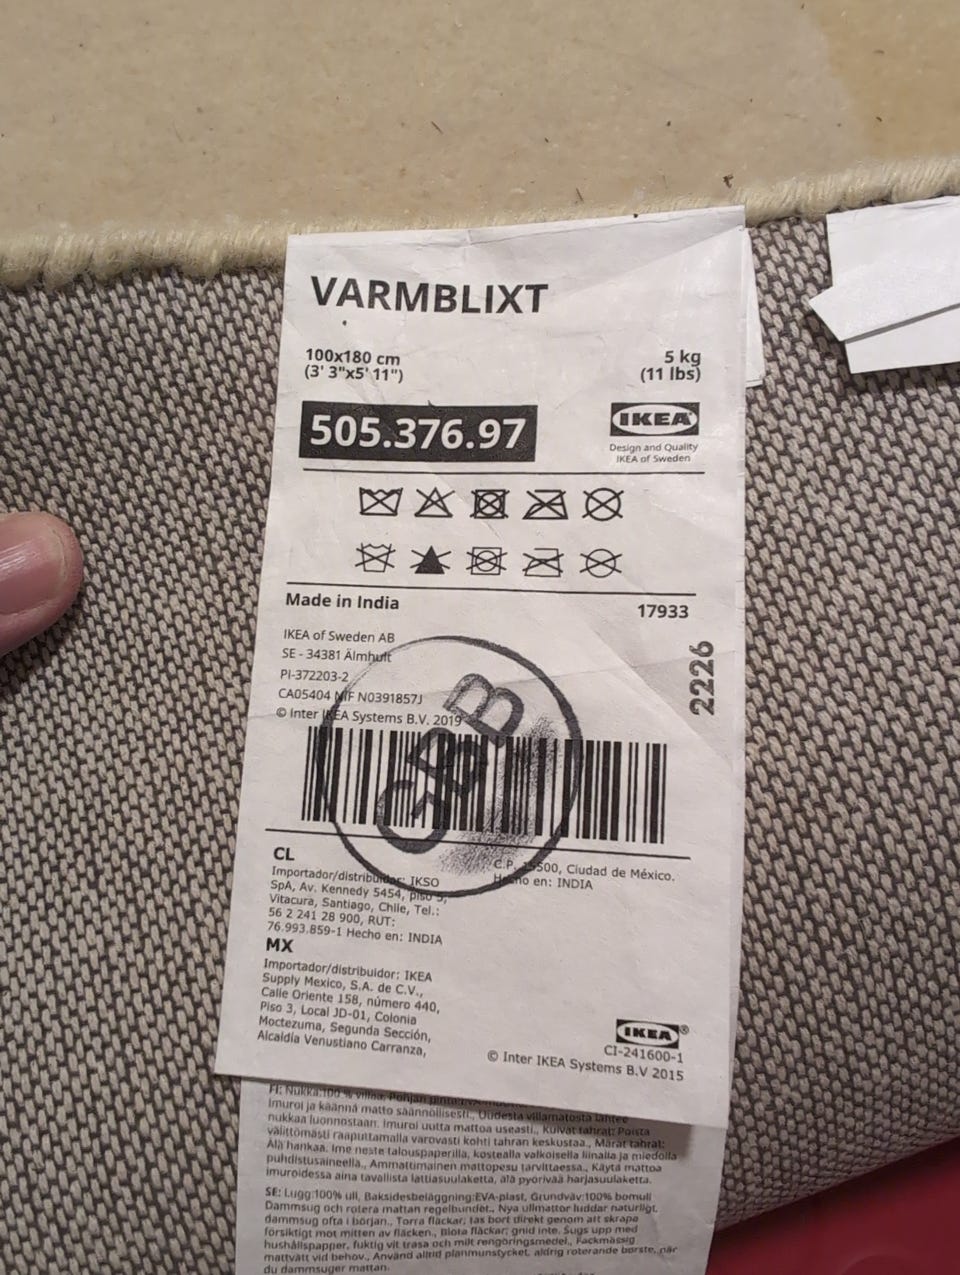 VARMBLIXT
100x180 cm
(3' 3"x5' 11")
5 kg
(11 lbs)
505.376.97
IKEA
Design and Quality
IKEA of Sweden
Made in India
17933
IKEA of Sweden AB
SE - 34381 Älmhult
PI-372203-2
CA05404 NIF N0391857J
© Inter IKEA Systems B.V. 2019
2226
CL
Importador/distribuidor: IKSO
SpA, Av. Kennedy 5454, piso 5,
Vitacura, Santiago, Chile, Tel.:
56 2 241 28 900, RUT:
76.993.859-1 Hecho en: INDIA
MX
Importador/distribuidor: IKEA
Supply Mexico, S.A. de C.V.,
Calle Oriente 158, número 440,
Piso 3, Local JD-01, Colonia
Moctezuma, Segunda Sección,
Alcaldía Venustiano Carranza,
C.P. 15500, Ciudad de México.
Hecho en: INDIA
IKEA®
CI-241600-1
© Inter IKEA Systems B.V 2015
FI: Nukka:100 % villaa, Pohjan
Imuroi ja käännä matto säännöllisesti., Uudesta villamatosta lähtee
nukkaa luonnostaan. Imuroi uutta mattoa useasti., Kuivat tahrat: Poista
välittömästi raaputtamalla varovasti kohti tahran keskustaa., Märät tahrat:
Älä hankaa. Ime neste talouspaperilla, kostealla valkoisella liinalla ja miedolla
puhdistusaineella., Ammattimainen mattopesu tarvittaessa., Käytä mattoa
imuroidessa aina tavallista lattiasuulaketta, älä pyörivää harjasuulaketta.
SE: Lugg:100% ull, Baksidesbeläggning:EVA-plast, Grundväv:100% bomull
Dammsug och rotera mattan regelbundet., Nya ullmattor luddar naturligt,
dammsug ofta i början., Torra fläckar; tas bort direkt genom att skrapa
försiktigt mot mitten av fläcken., Blöta fläckar; gnid inte. Sugs upp med
hushållspapper, fuktig vit trasa och milt rengöringsmedel., Fackmässig
mattvätt vid behov., Använd alltid planmunstycket, aldrig roterande borste, när
du dammsuger mattan.